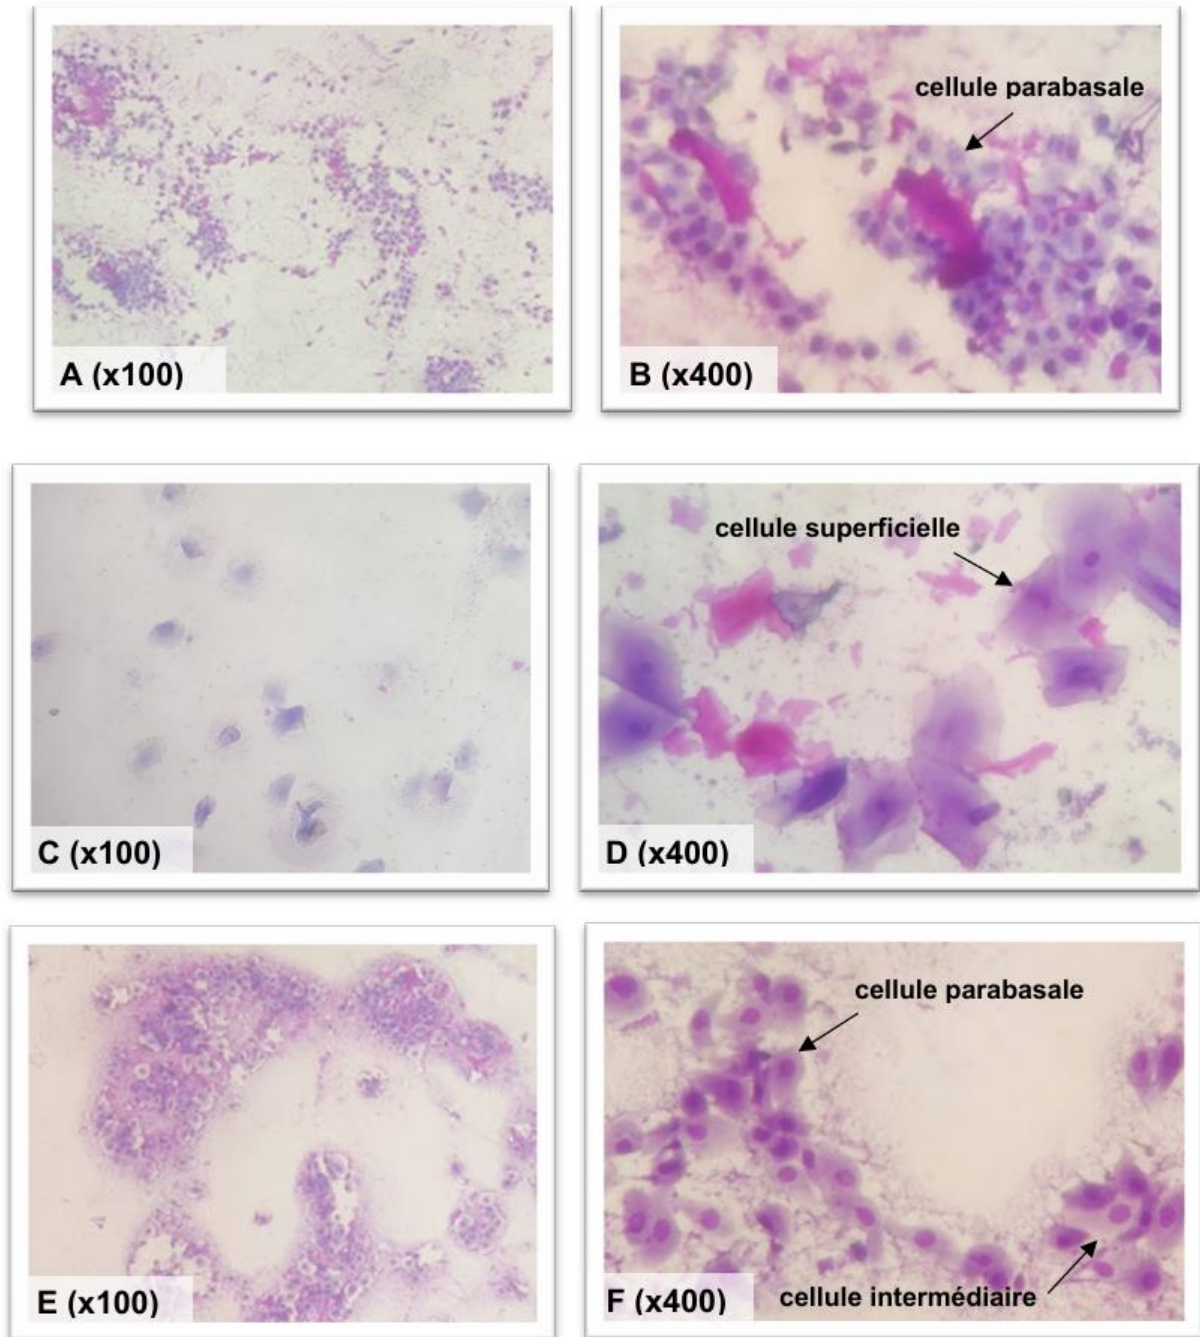 cellule parabasale
A (x100)
B (x400)
cellule superficielle
C (x100)
D (x400)
cellule parabasale
E (x100)
F (x400)
cellule intermédiaire